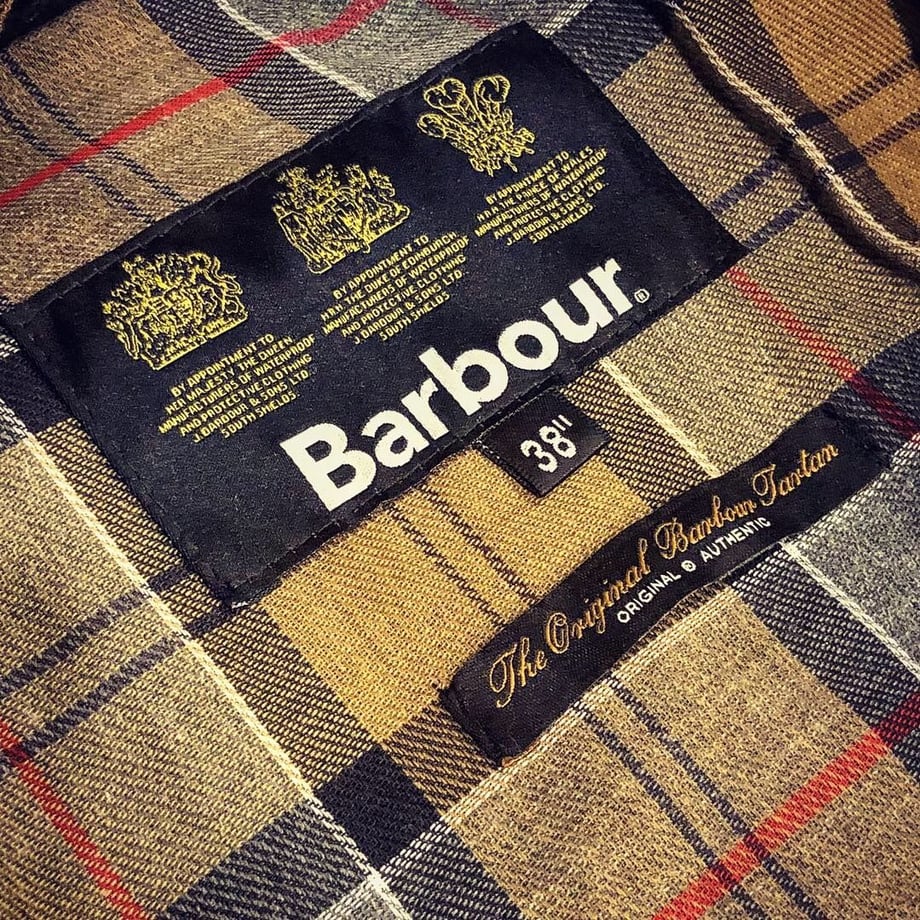 BY APPOINTMENT TO
HER MAJESTY THE QUEEN
MANUFACTURERS OF WATERPROOF
AND PROTECTIVE CLOTHING
J. BARBOUR & SONS LTD.
SOUTH SHIELDS
BY APPOINTMENT TO
H.R.H. THE DUKE OF EDINBURGH
MANUFACTURERS OF WATERPROOF
AND PROTECTIVE CLOTHING
J. BARBOUR & SONS LTD
SOUTH SHIELDS
BY APPOINTMENT TO
H.R.H. THE PRINCE OF WALES
MANUFACTURERS OF WATERPROOF
AND PROTECTIVE CLOTHING
J. BARBOUR & SONS LTD.
SOUTH SHIELDS
Barbour®
38"
The Original Barbour Tartan
ORIGINAL & AUTHENTIC